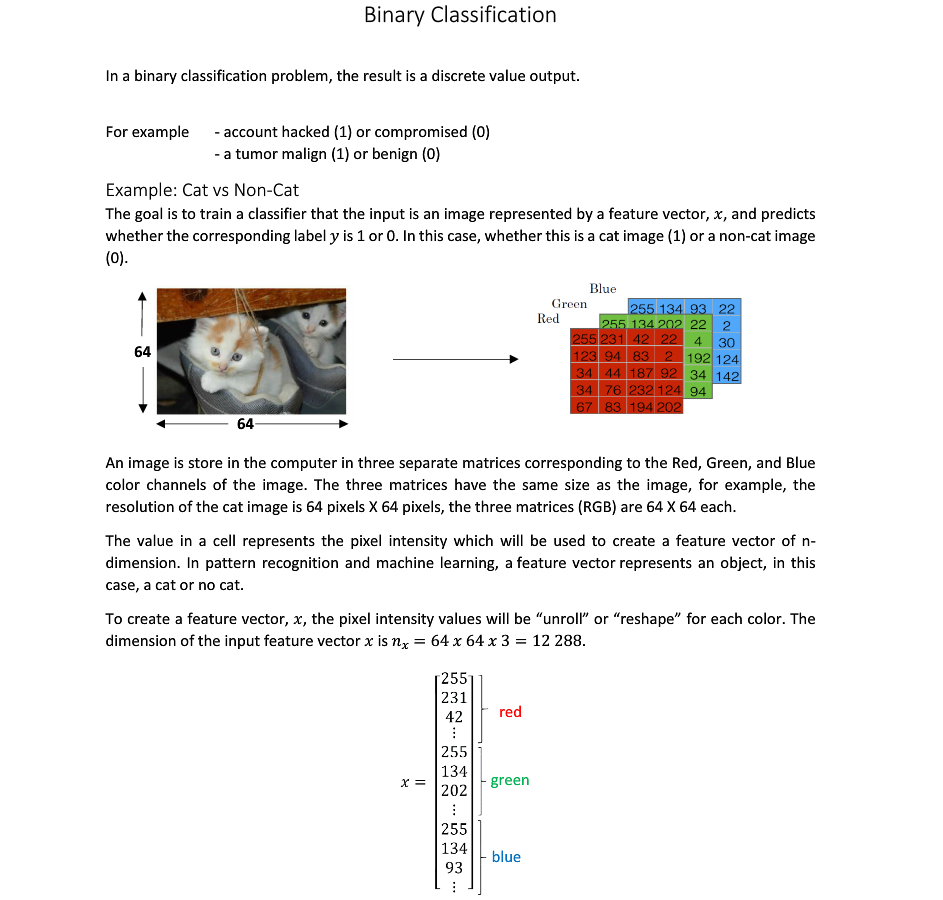 Binary Classification
In a binary classification problem, the result is a discrete value output.
For example - account hacked (1) or compromised (0)
- a tumor malign (1) or benign (0)
Example: Cat vs Non-Cat
The goal is to train a classifier that the input is an image represented by a feature vector, x, and predicts
whether the corresponding label y is 1 or 0. In this case, whether this is a cat image (1) or a non-cat image
(0).
64
64
Blue
Green
Red
255 134 93 22
255 134 202 22 2
255 231 42 22 4 30
123 94 83 2 192 124
34 44 187 92 34 142
34 76 232 124 94
67 83 194 202
An image is store in the computer in three separate matrices corresponding to the Red, Green, and Blue
color channels of the image. The three matrices have the same size as the image, for example, the
resolution of the cat image is 64 pixels X 64 pixels, the three matrices (RGB) are 64 X 64 each.
The value in a cell represents the pixel intensity which will be used to create a feature vector of n-
dimension. In pattern recognition and machine learning, a feature vector represents an object, in this
case, a cat or no cat.
To create a feature vector, x, the pixel intensity values will be “unroll” or “reshape” for each color. The
dimension of the input feature vector x is nₓ = 64 x 64 x 3 = 12 288.
255
231
42 red
⋮
255
134
x = 202 green
⋮
255
134
93 blue
⋮